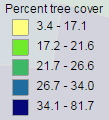 Percent tree cover
3.4 - 17.1
17.2 - 21.6
21.7 - 26.6
26.7 - 34.0
34.1 - 81.7